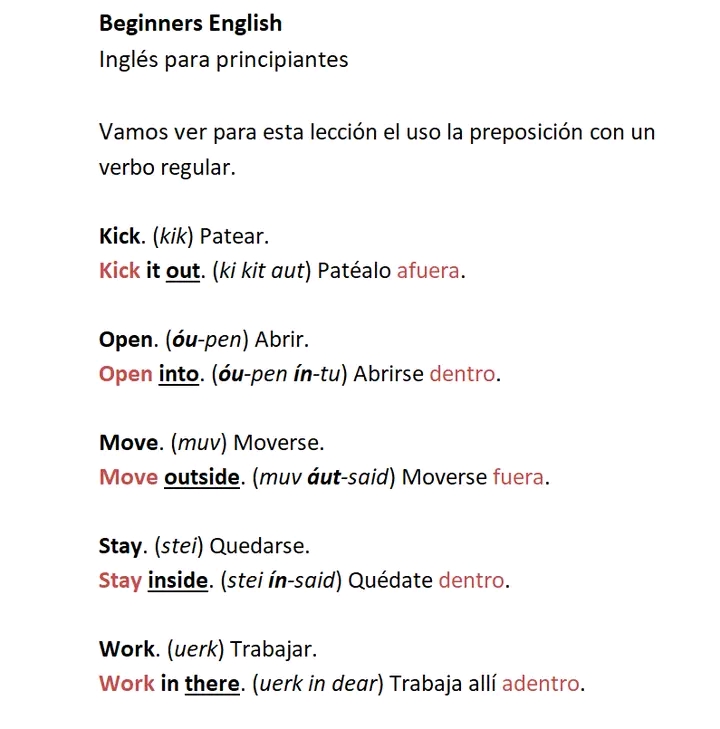 Beginners English
Inglés para principiantes
Vamos ver para esta lección el uso la preposición con un
verbo regular.
Kick. (kik) Patear.
Kick it out. (ki kit aut) Patéalo afuera.
Open. (óu-pen) Abrir.
Open into. (óu-pen ín-tu) Abrirse dentro.
Move. (muv) Moverse.
Move outside. (muv áut-said) Moverse fuera.
Stay. (stei) Quedarse.
Stay inside. (stei ín-said) Quédate dentro.
Work. (uerk) Trabajar.
Work in there. (uerk in dear) Trabaja allí adentro.